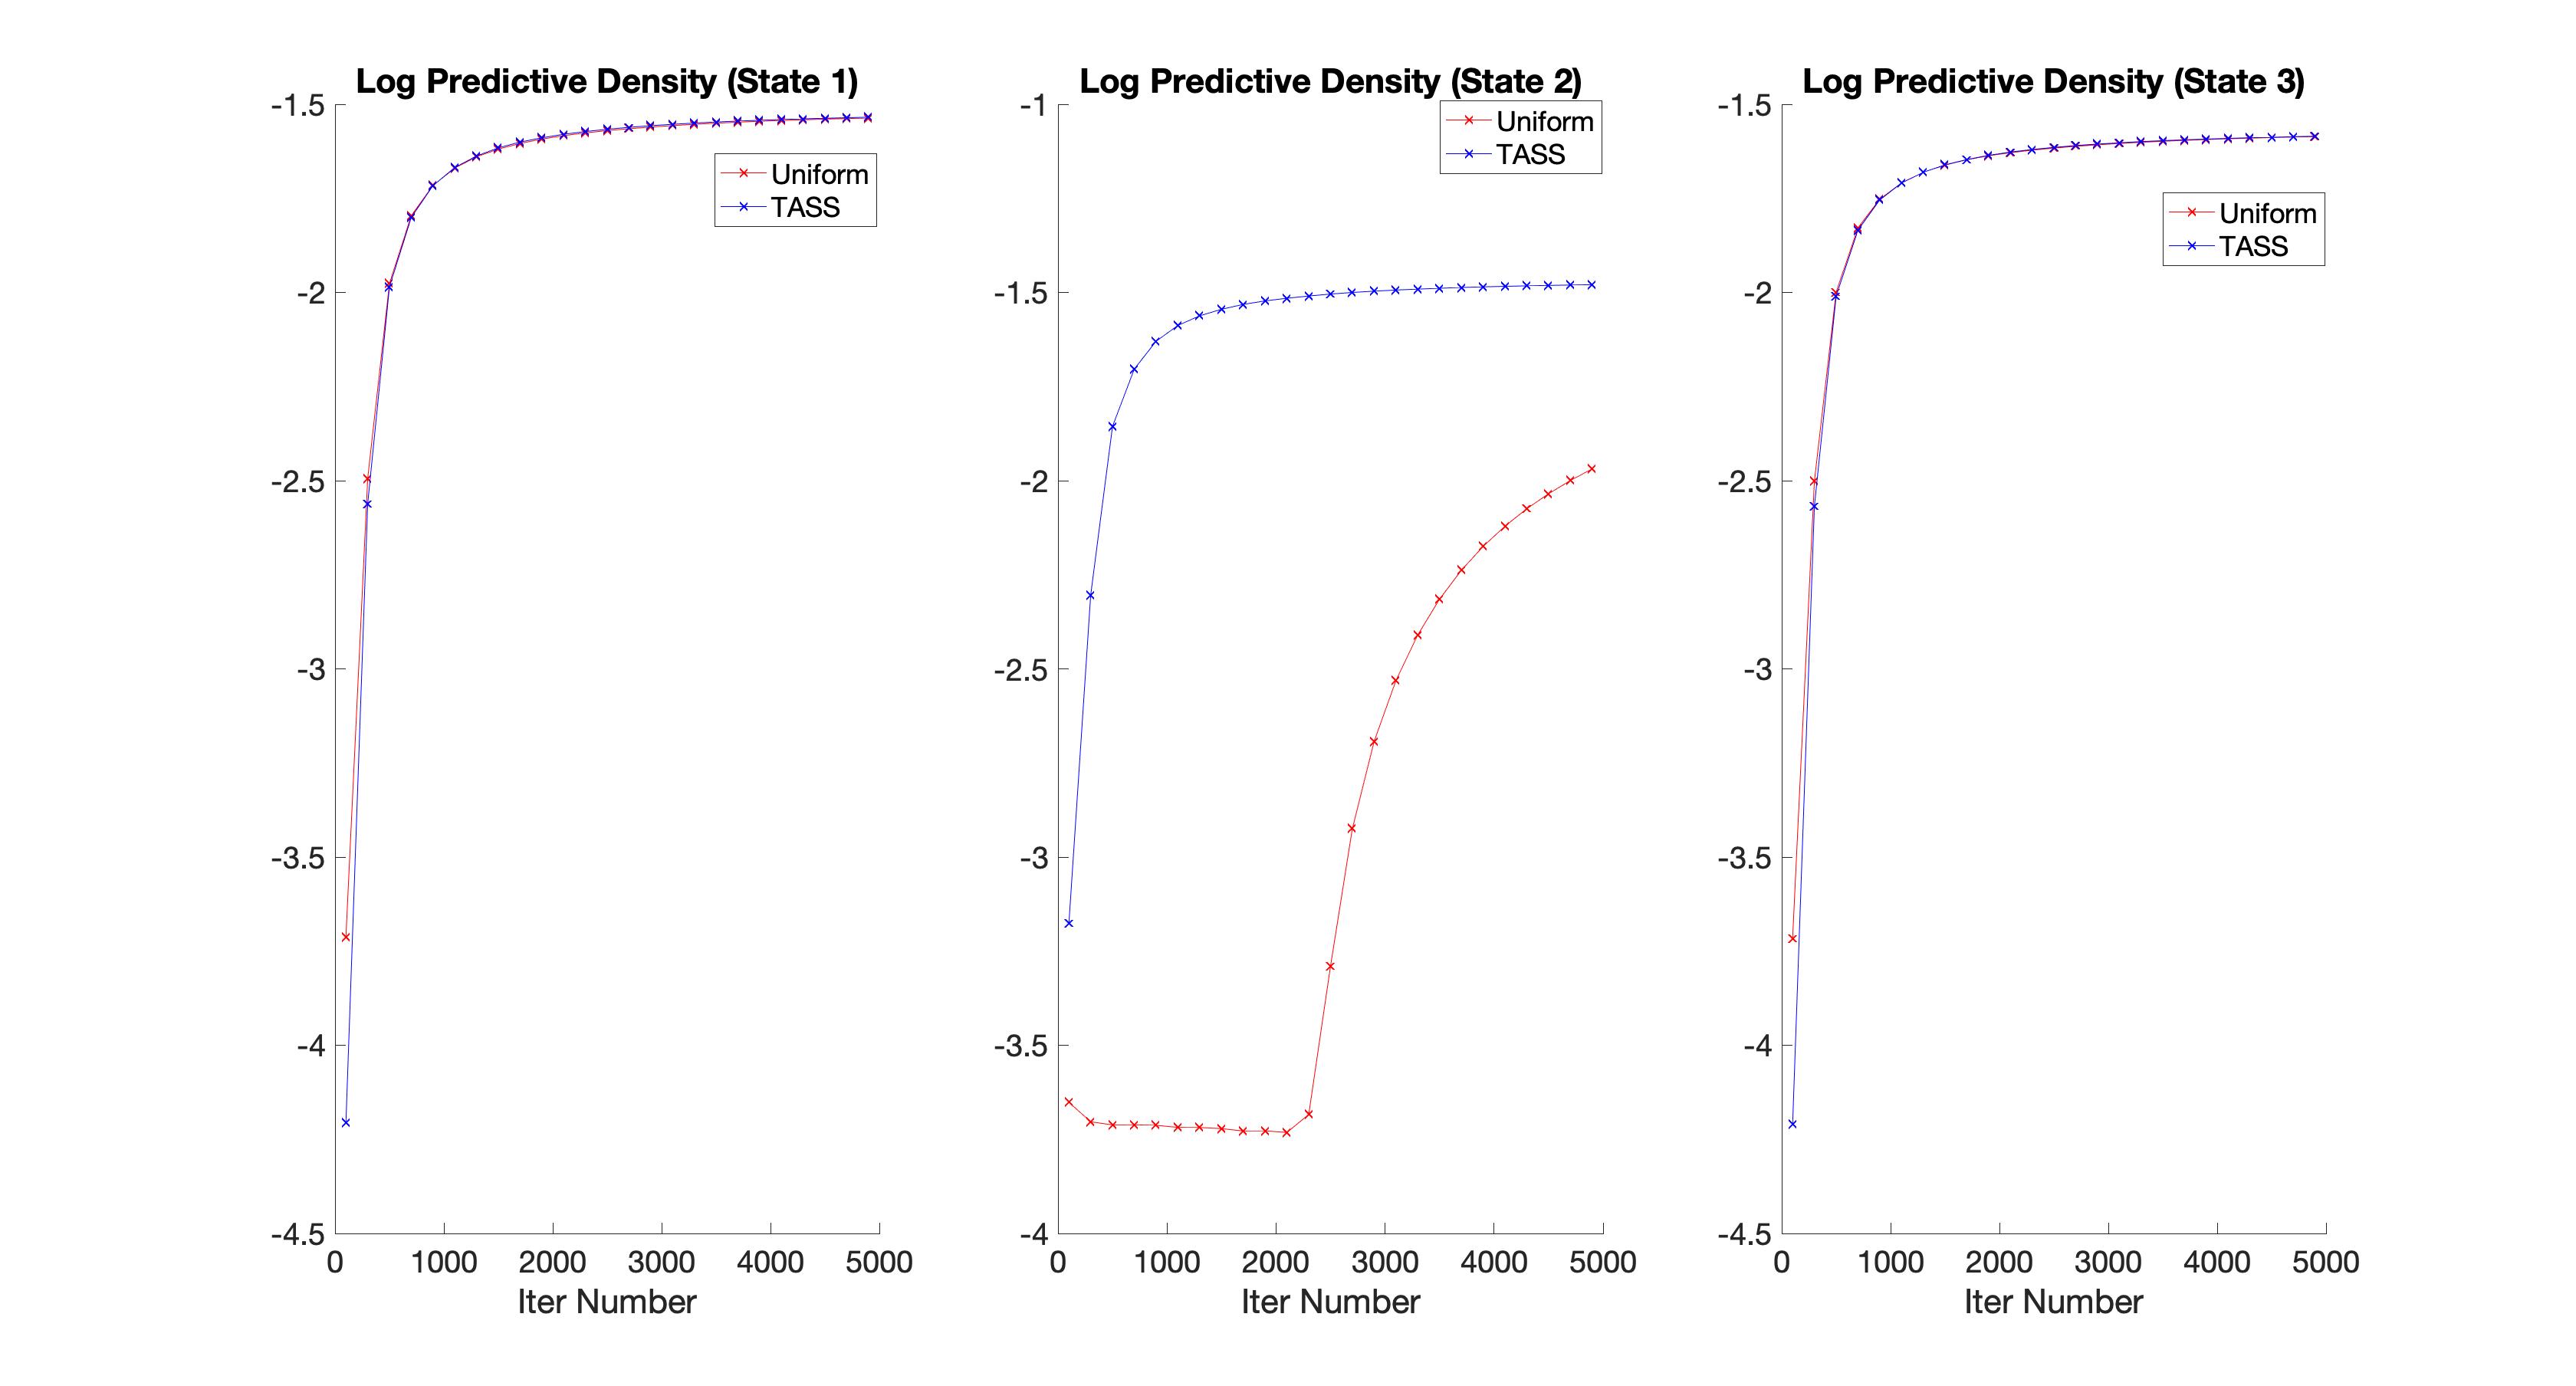 Log Predictive Density (State 1)
-1.5
-2
-2.5
-3
-3.5
-4
-4.5
0 1000 2000 3000 4000 5000
Iter Number
Uniform
TASS
Log Predictive Density (State 2)
-1
-1.5
-2
-2.5
-3
-3.5
-4
0 1000 2000 3000 4000 5000
Iter Number
Uniform
TASS
Log Predictive Density (State 3)
-1.5
-2
-2.5
-3
-3.5
-4
-4.5
0 1000 2000 3000 4000 5000
Iter Number
Uniform
TASS